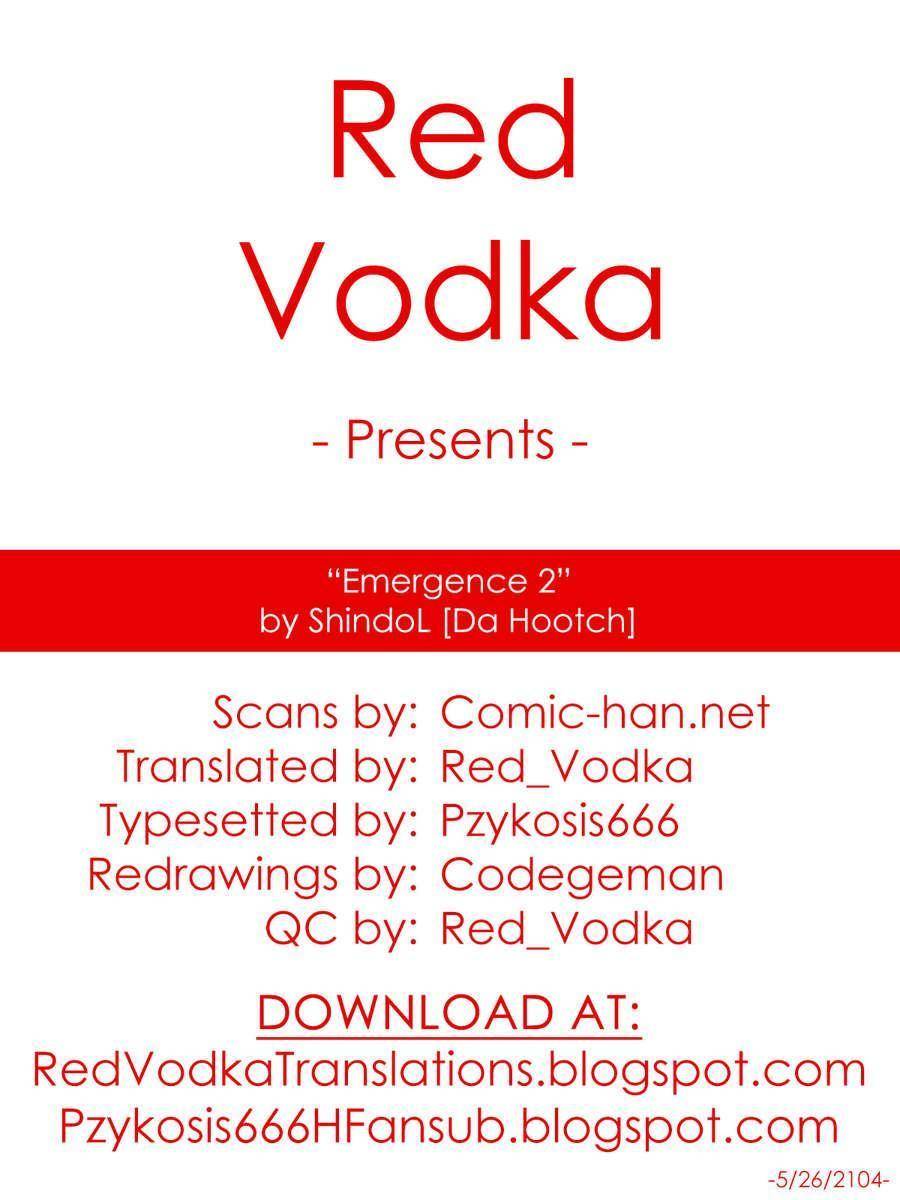 Red
Vodka
- Presents -
“Emergence 2”
by ShindoL [Da Hootch]
Scans by: Comic-han.net
Translated by: Red_Vodka
Typesetted by: Pzykosis666
Redrawings by: Codegeman
QC by: Red_Vodka
DOWNLOAD AT:
RedVodkaTranslations.blogspot.com
Pzykosis666HFansub.blogspot.com
-5/26/2104-